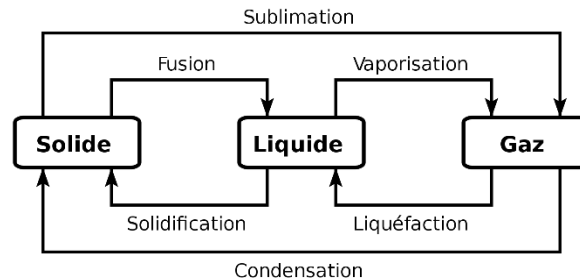 Sublimation
Fusion
Vaporisation
Solide
Liquide
Gaz
Solidification
Liquéfaction
Condensation